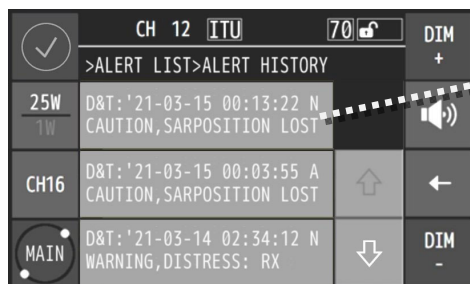 CH 12 ITU 70
DIM
+
>ALERT LIST>ALERT HISTORY
25W
1W
D&T:'21-03-15 00:13:22 N
CAUTION,SARPOSITION LOST
CH16
D&T:'21-03-15 00:03:55 A
CAUTION,SARPOSITION LOST
MAIN
D&T:'21-03-14 02:34:12 N
WARNING,DISTRESS: RX
DIM
-